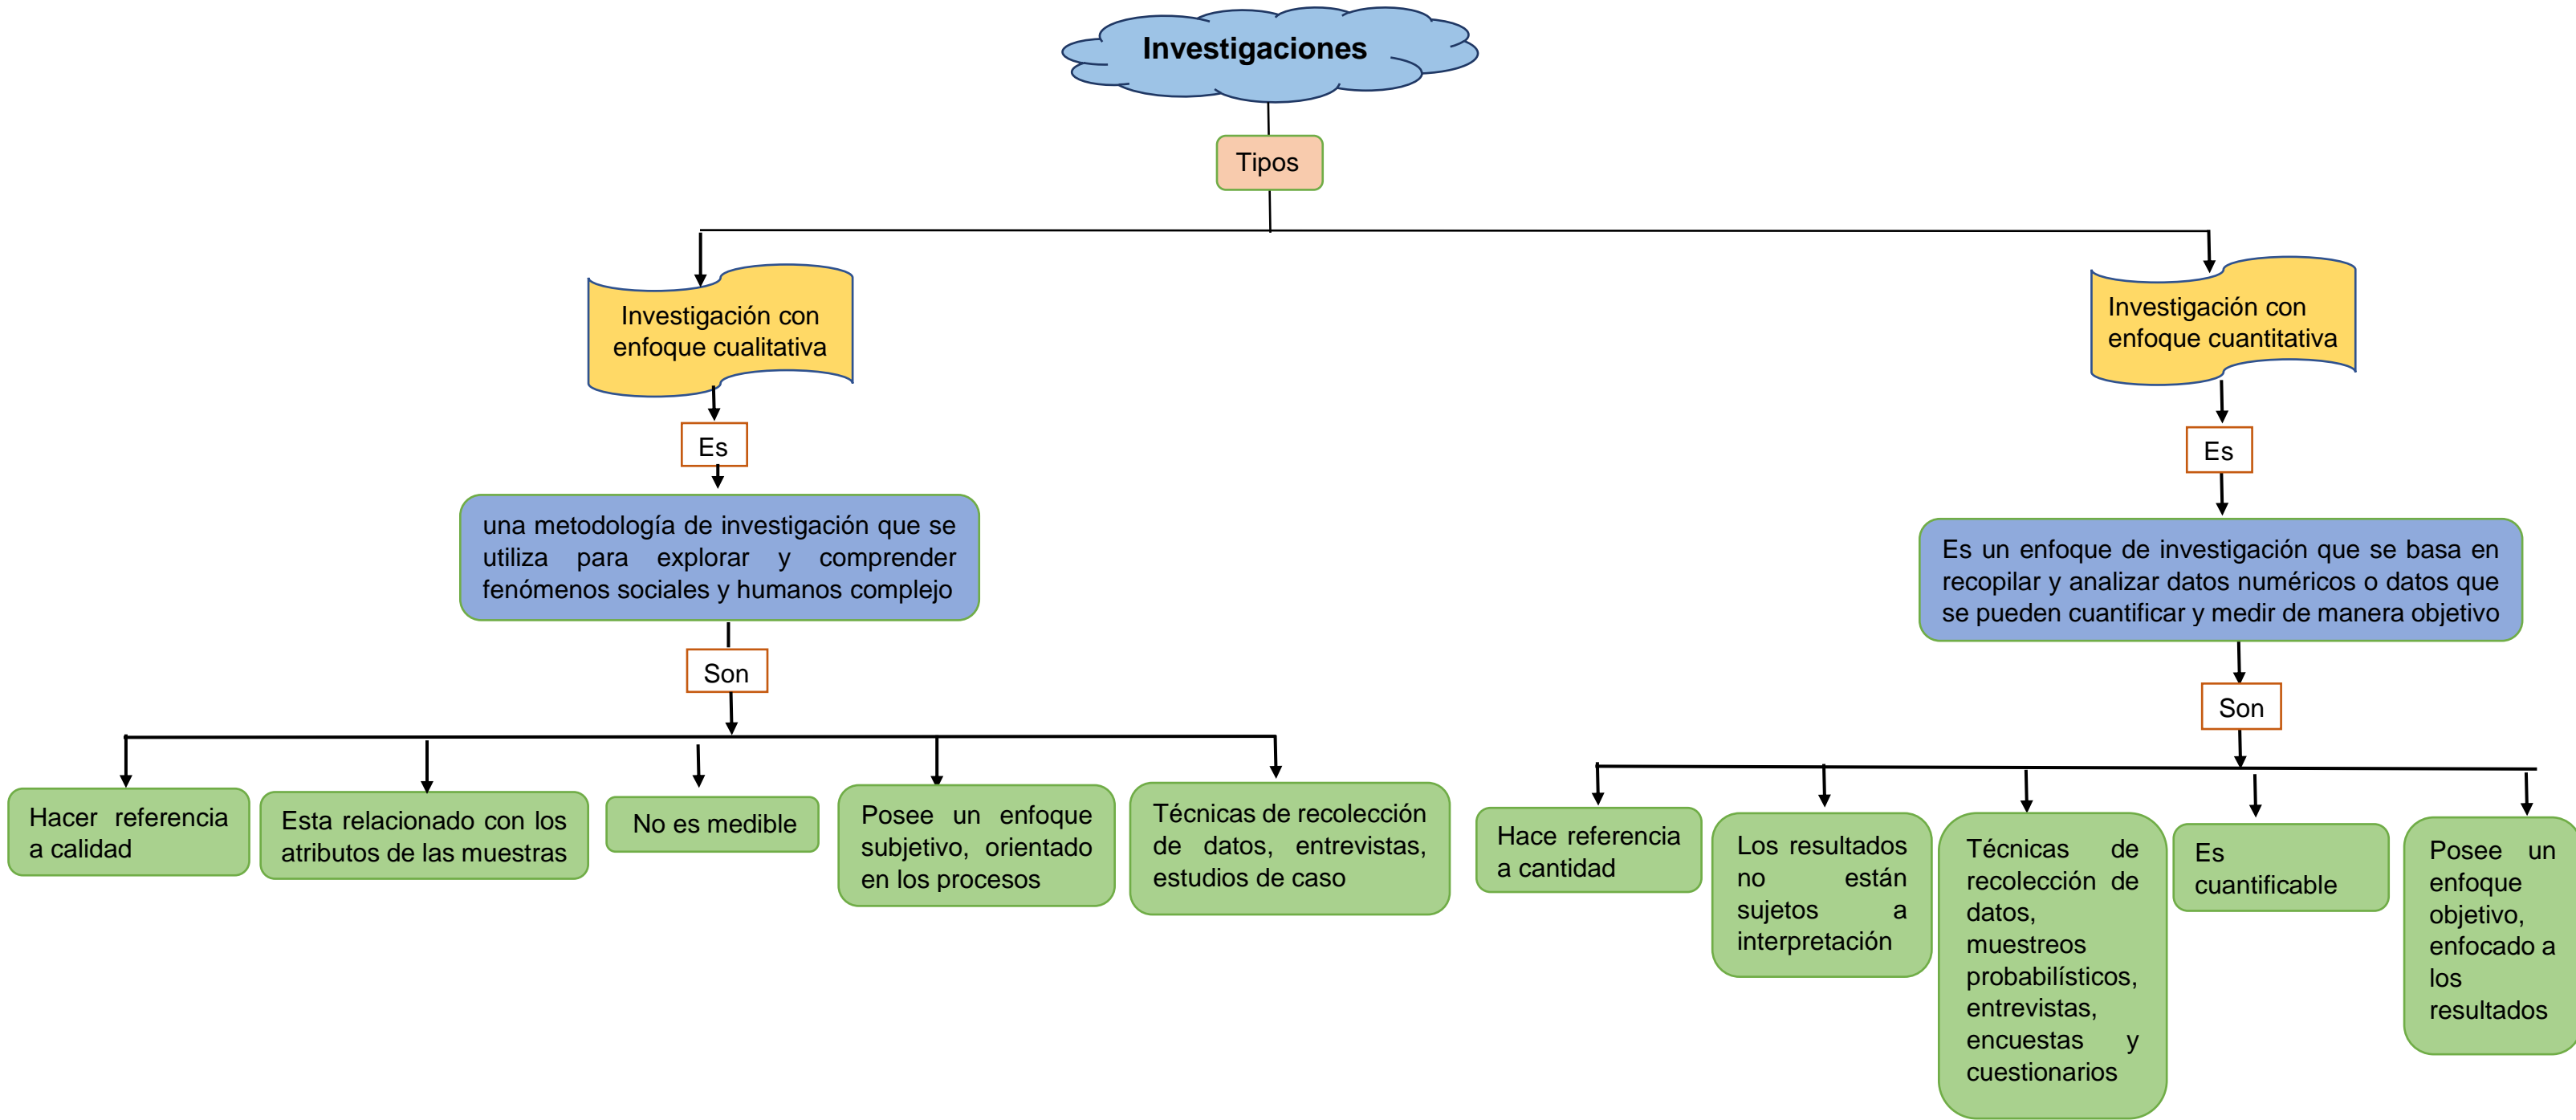 Investigaciones
Tipos
Investigación con
enfoque cualitativa
Es
una metodología de investigación que se
utiliza para explorar y comprender
fenómenos sociales y humanos complejo
Son
Hacer referencia
a calidad
Esta relacionado con los
atributos de las muestras
No es medible
Posee un enfoque
subjetivo, orientado
en los procesos
Técnicas de recolección
de datos, entrevistas,
estudios de caso
Investigación con
enfoque cuantitativa
Es
Es un enfoque de investigación que se basa en
recopilar y analizar datos numéricos o datos que
se pueden cuantificar y medir de manera objetivo
Son
Hace referencia
a cantidad
Los resultados
no están
sujetos a
interpretación
Técnicas de
recolección de
datos,
muestreos
probabilísticos,
entrevistas,
encuestas y
cuestionarios
Es
cuantificable
Posee un
enfoque
objetivo,
enfocado a
los
resultados